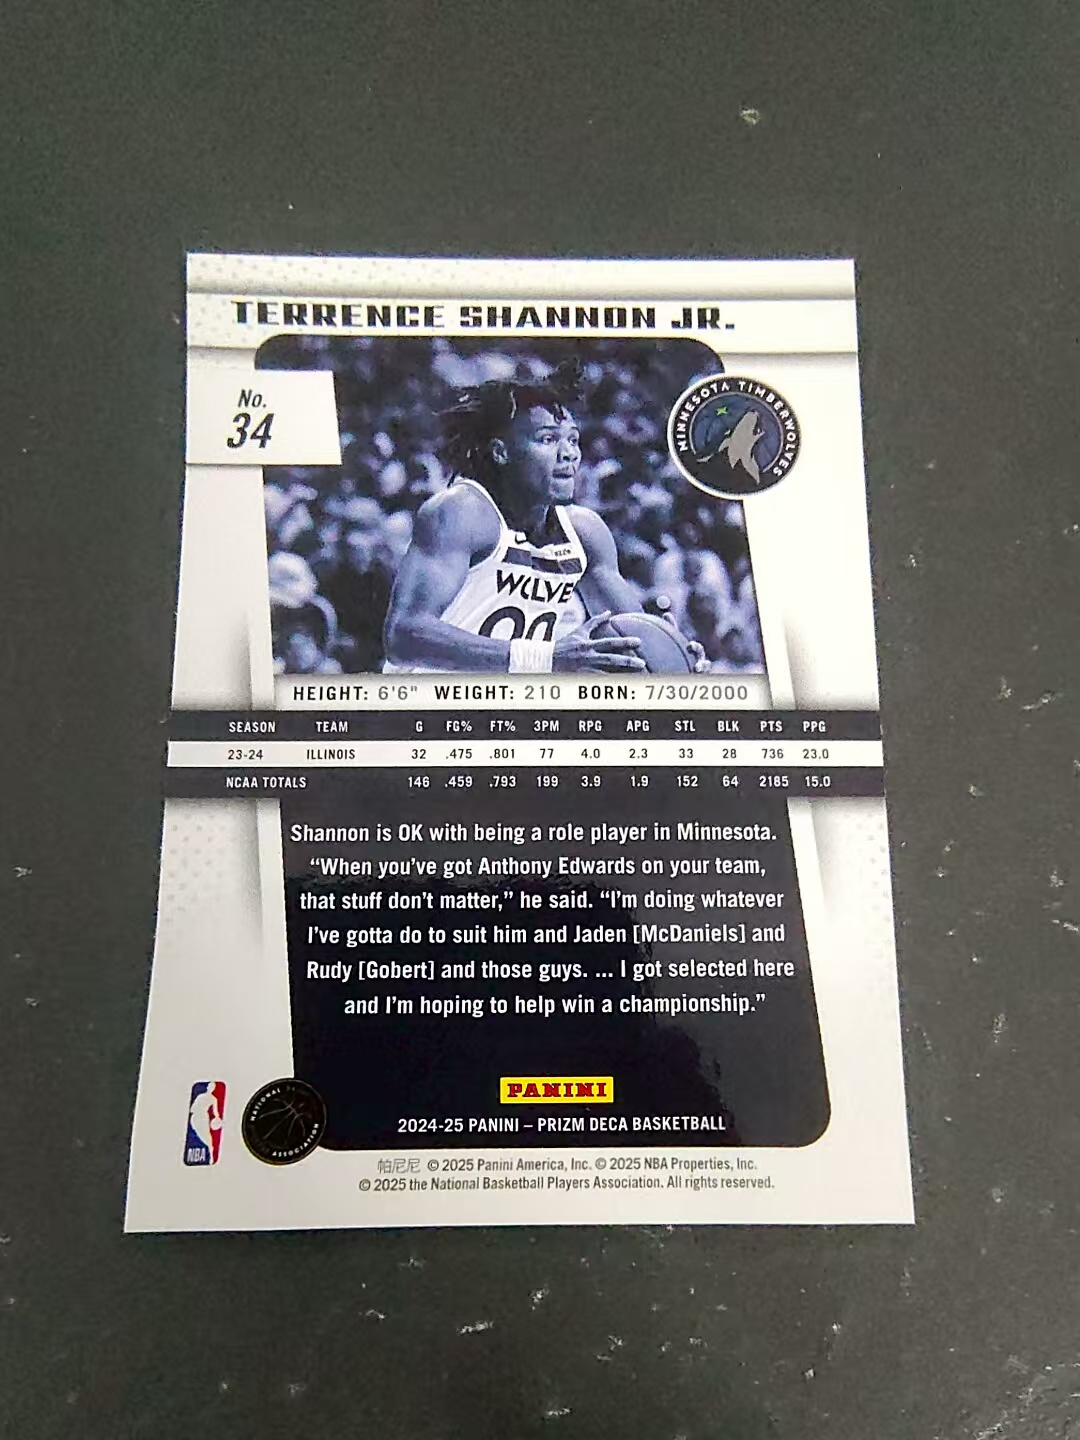 TERRENCE SHANNON JR.
No.
34
MINNESOTA TIMBERWOLVES
WOLVE
00
HEIGHT: 6'6" WEIGHT: 210 BORN: 7/30/2000
SEASON TEAM G FG% FT% 3PM RPG APG STL BLK PTS PPG
23-24 ILLINOIS 32 .475 .801 77 4.0 2.3 33 28 736 23.0
NCAA TOTALS 146 .459 .793 199 3.9 1.9 152 64 2185 15.0
Shannon is OK with being a role player in Minnesota.
“When you’ve got Anthony Edwards on your team,
that stuff don’t matter,” he said. “I’m doing whatever
I’ve gotta do to suit him and Jaden [McDaniels] and
Rudy [Gobert] and those guys. ... I got selected here
and I’m hoping to help win a championship.”
PANINI
2024-25 PANINI – PRIZM DECA BASKETBALL
NBA
NATIONAL
ASSOCIATION
帕尼尼 © 2025 Panini America, Inc. © 2025 NBA Properties, Inc.
© 2025 the National Basketball Players Association. All rights reserved.